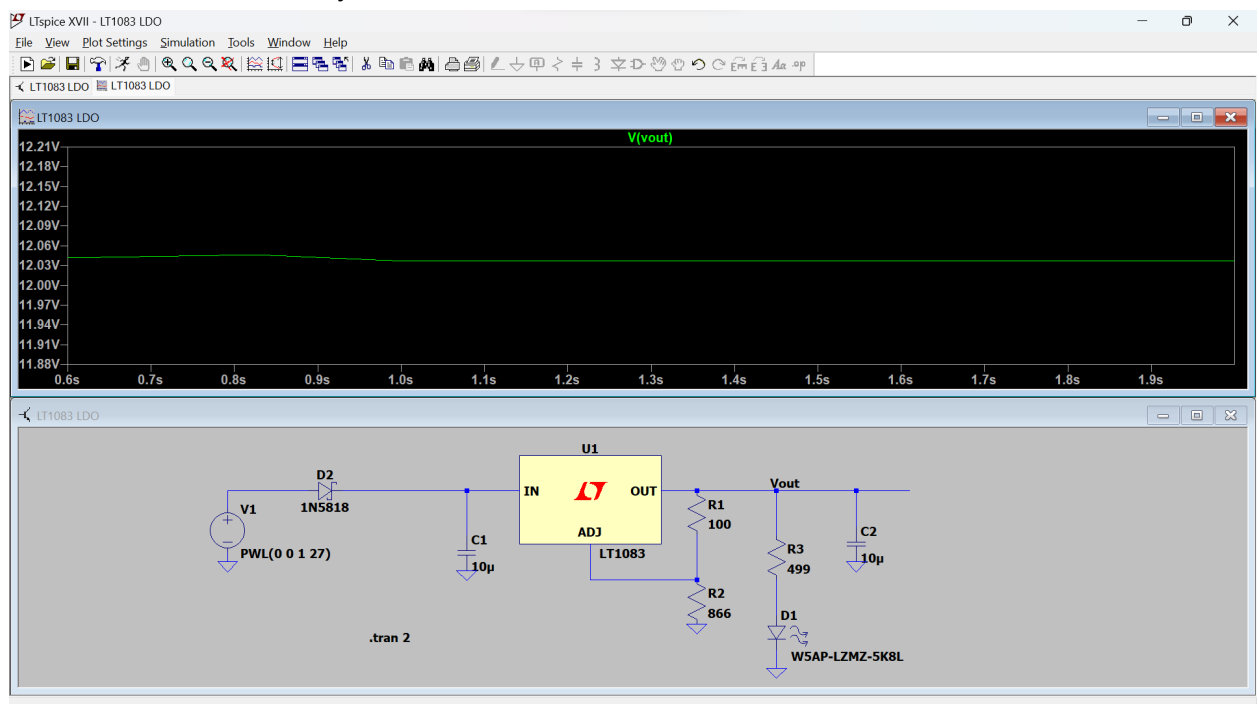 LTspice XVII - LT1083 LDO
File View Plot Settings Simulation Tools Window Help
LT1083 LDO LT1083 LDO
LT1083 LDO
V(vout)
12.21V
12.18V
12.15V
12.12V
12.09V
12.06V
12.03V
12.00V
11.97V
11.94V
11.91V
11.88V
0.6s 0.7s 0.8s 0.9s 1.0s 1.1s 1.2s 1.3s 1.4s 1.5s 1.6s 1.7s 1.8s 1.9s
LT1083 LDO
U1
D2
1N5818
IN OUT
ADJ
LT1083
Vout
V1
PWL(0 0 1 27)
C1
10µ
R1
100
R2
866
R3
499
C2
10µ
D1
W5AP-LZMZ-5K8L
.tran 2